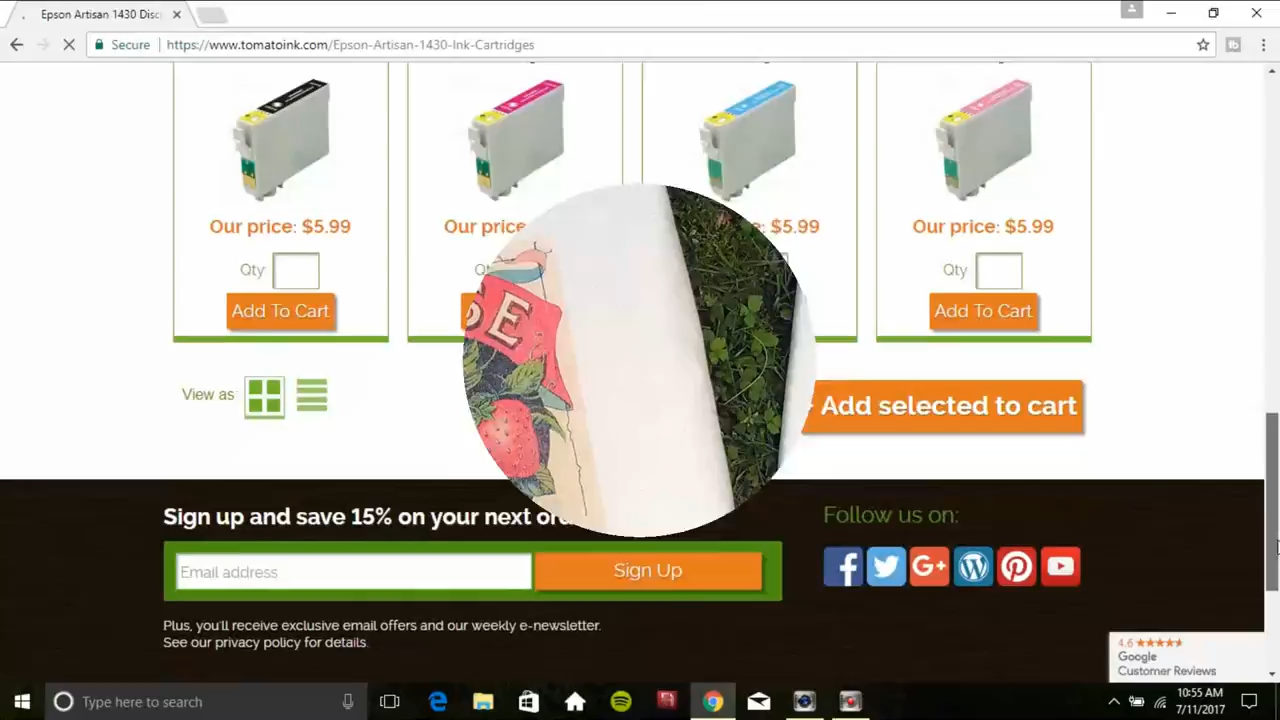 Epson Artisan 1430 Disc
Secure https://www.tomatoink.com/Epson-Artisan-1430-Ink-Cartridges
Our price: $5.99 Our price: $5.99 Our price: $5.99
Qty Qty
Add To Cart Add To Cart
SE
View as:
Add selected to cart
Sign up and save 15% on your next
Follow us on:
Email address Sign Up
Plus, you'll receive exclusive email offers and our weekly e-newsletter.
See our privacy policy for details.
4.6
Google
Customer Reviews
Type here to search
10:55 AM
7/11/2017